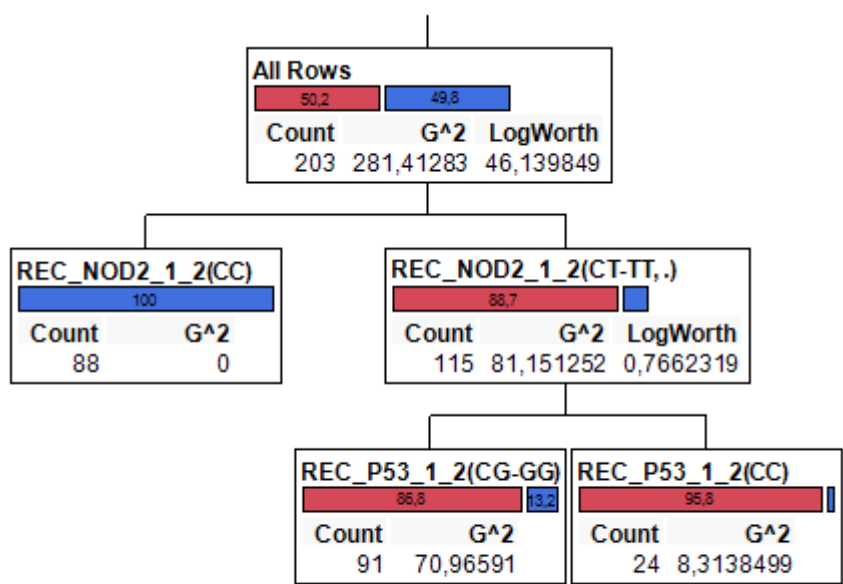 All Rows
50,2 49,8
Count G^2 LogWorth
203 281,41283 46,139849
REC_NOD2_1_2(CC)
100
Count G^2
88 0
REC_NOD2_1_2(CT-TT, .)
88,7
Count G^2 LogWorth
115 81,151252 0,7662319
REC_P53_1_2(CG-GG)
86,8 13,2
Count G^2
91 70,96591
REC_P53_1_2(CC)
95,8
Count G^2
24 8,3138499